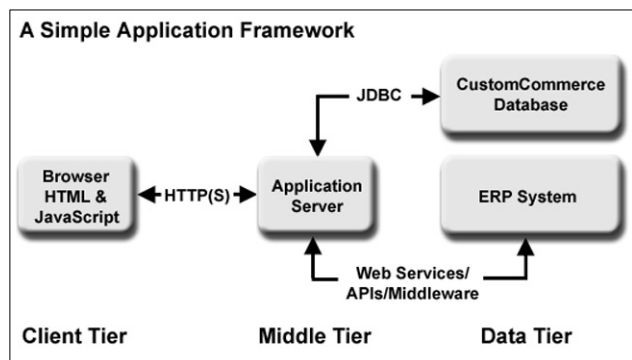 A Simple Application Framework
CustomCommerce
Database
JDBC
Browser
HTML &
JavaScript
HTTP(S)
Application
Server
ERP System
Web Services/
APIs/Middleware
Client Tier
Middle Tier
Data Tier